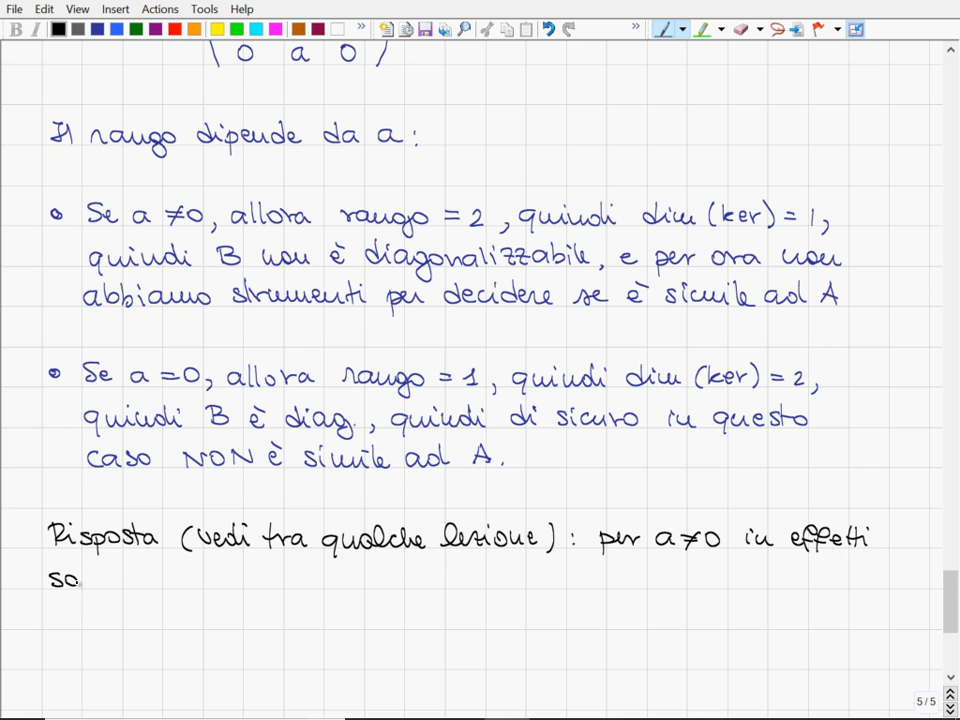 File Edit View Insert Actions Tools Help
B I
\ 0 a 0 /
Il rango dipende da a :
• Se a ≠ 0, allora rango = 2, quindi dim (ker) = 1,
quindi B non è diagonalizzabile, e per ora non
abbiamo strumenti per decidere se è simile ad A
• Se a = 0, allora rango = 1, quindi dim (ker) = 2,
quindi B è diag., quindi di sicuro in questo
caso NON è simile ad A.
Risposta (vedi tra qualche lezione) : per a ≠ 0 in effetti
so
5/5